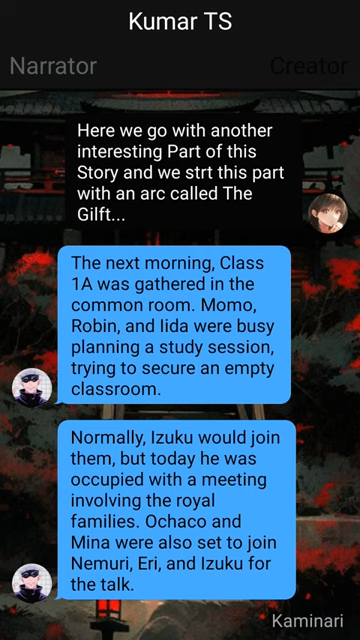 Kumar TS
Narrator
Creator
Here we go with another
interesting Part of this
Story and we strt this part
with an arc called The
Gilft...
The next morning, Class
1A was gathered in the
common room. Momo,
Robin, and Iida were busy
planning a study session,
trying to secure an empty
classroom.
Normally, Izuku would join
them, but today he was
occupied with a meeting
involving the royal
families. Ochaco and
Mina were also set to join
Nemuri, Eri, and Izuku for
the talk.
Kaminari